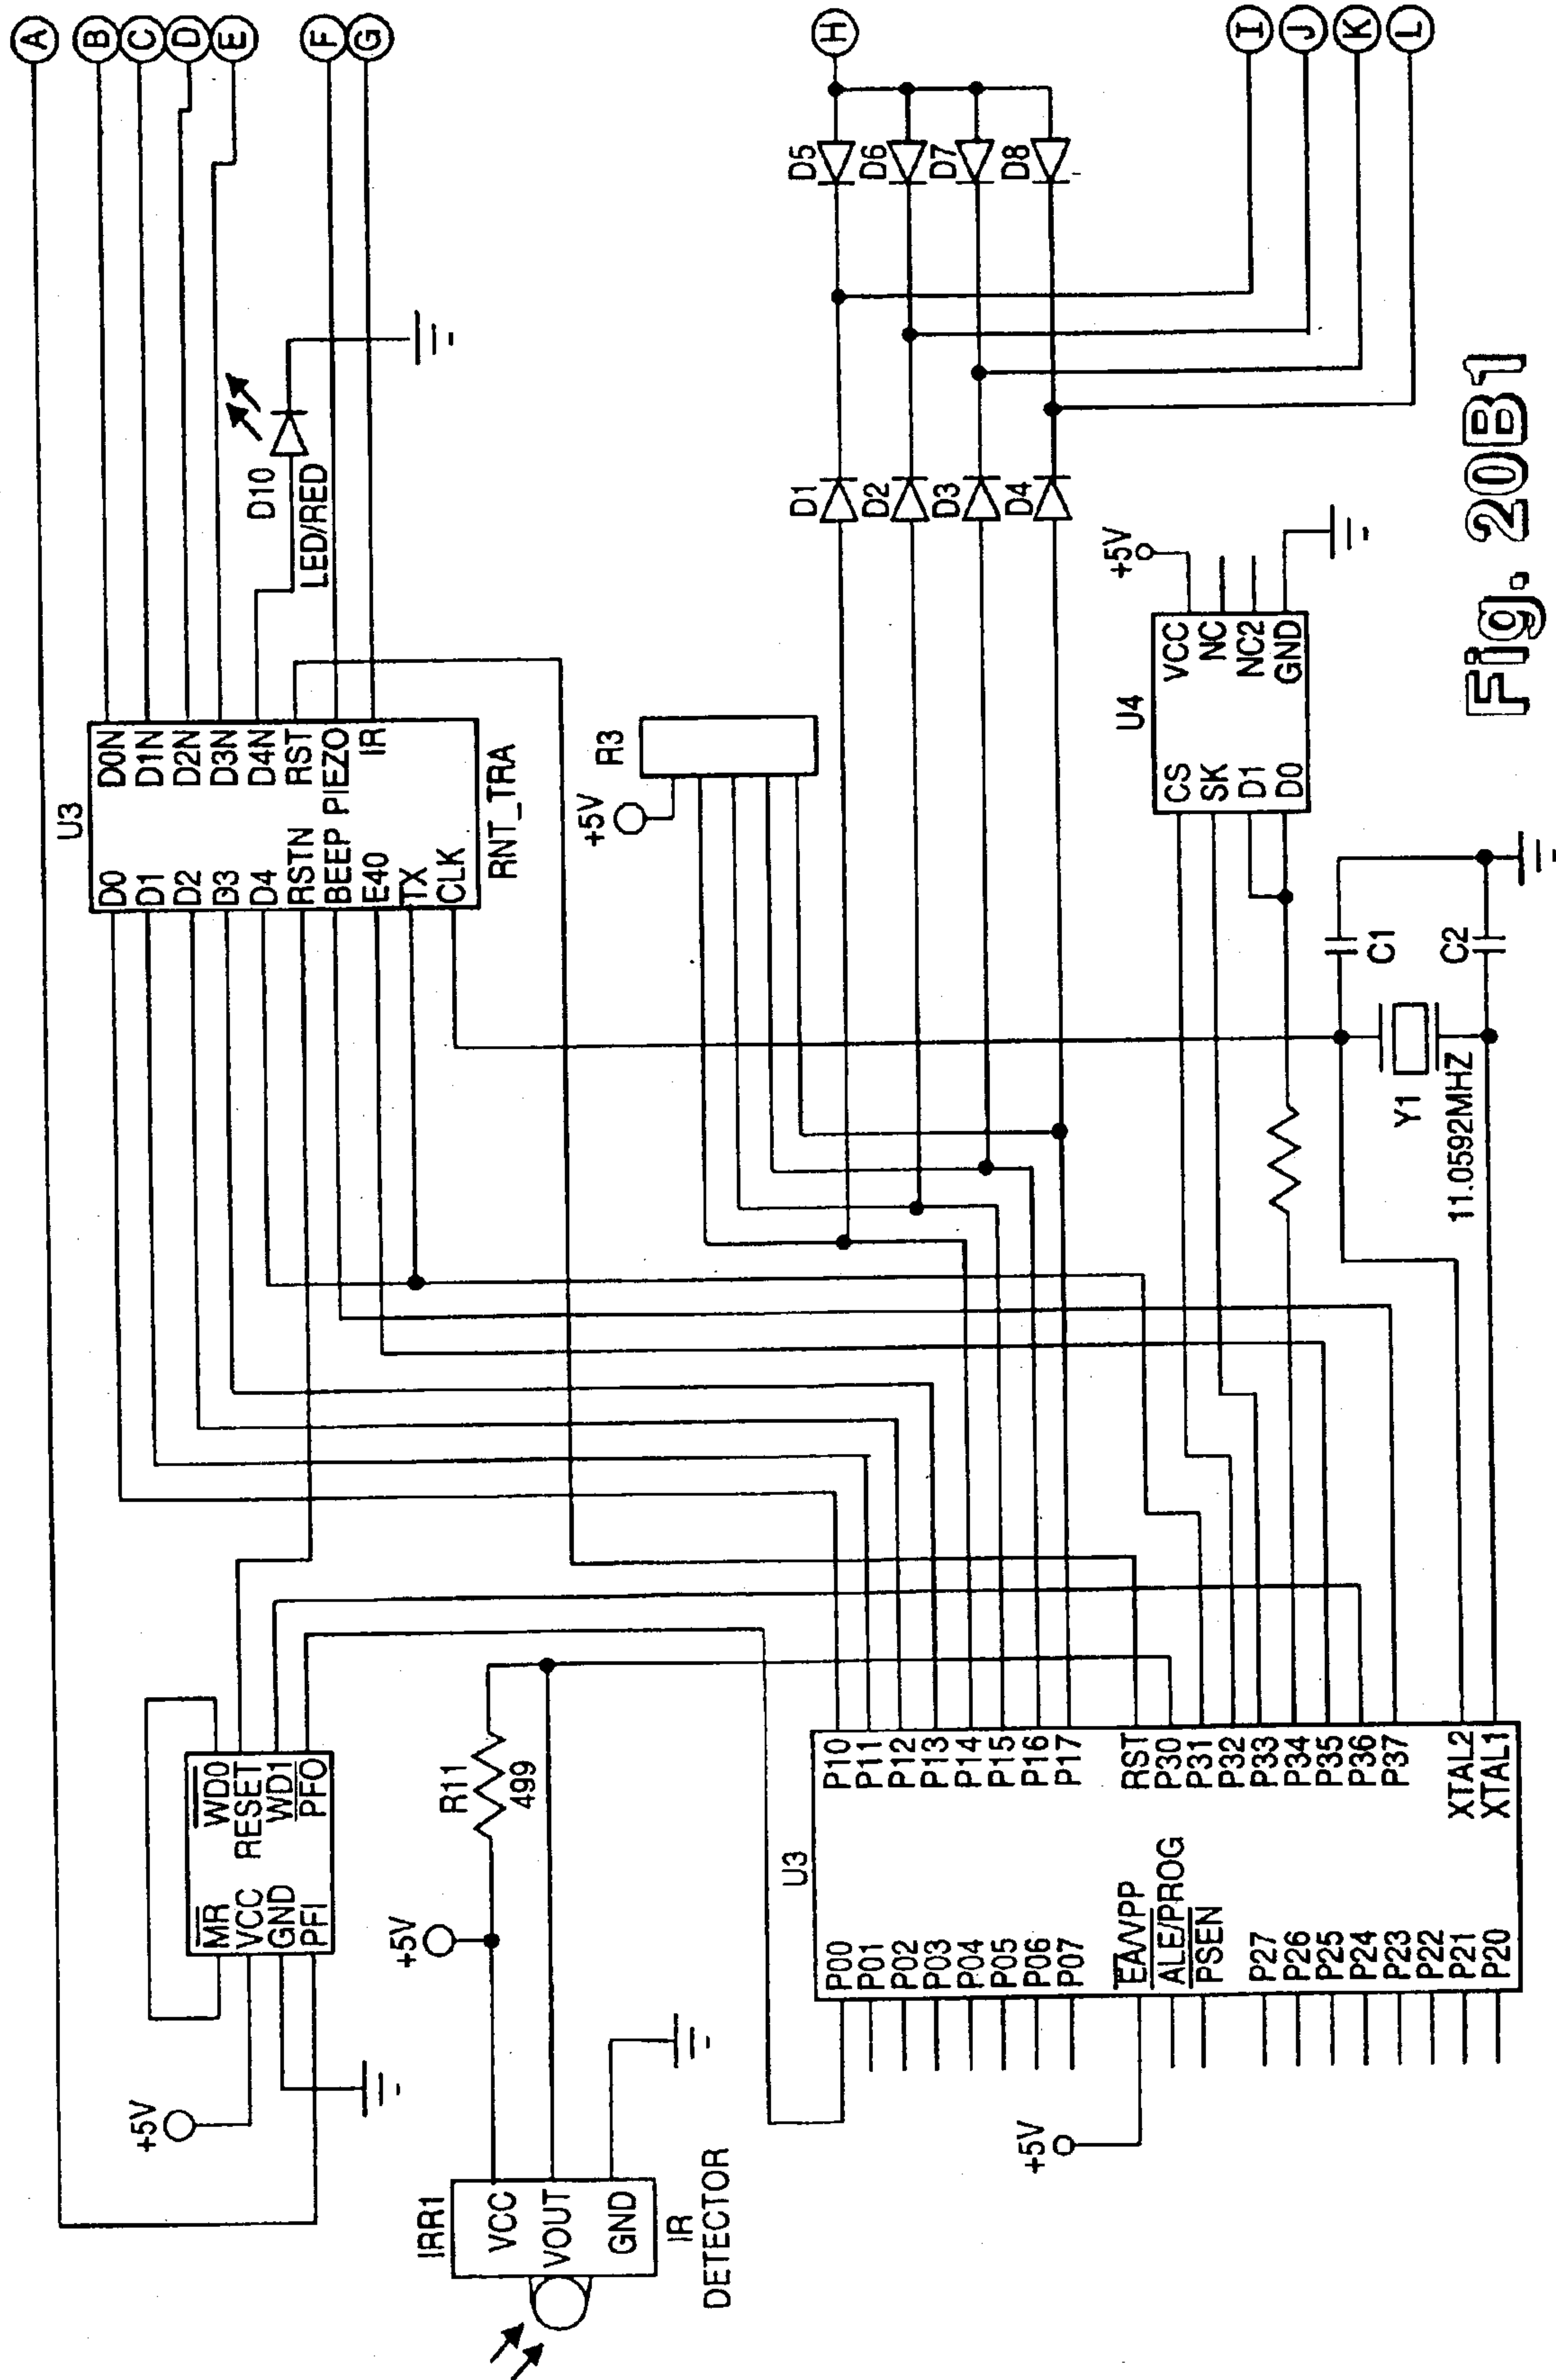 A
B
C
D
E
F
G
H
I
J
K
L
U3
D0 D0N
D1 D1N
D2 D2N
D3 D3N
D4 D4N
RSTN RST
BEEP PIEZO
E40 IR
TX
CLK
RNT_TRA
D10
LED/RED
MR WD0
VCC RESET
GND WD1
PFI PFO
+5V
IRR1
VCC
VOUT
GND
IR
DETECTOR
+5V
R11
499
R3
+5V
D1
D2
D3
D4
D5
D6
D7
D8
U4
CS VCC
SK NC
D1 NC2
D0 GND
+5V
U3
P00 P10
P01 P11
P02 P12
P03 P13
P04 P14
P05 P15
P06 P16
P07 P17
EA/VPP RST
ALE/PROG P30
PSEN P31
P32
P27 P33
P26 P34
P25 P35
P24 P36
P23 P37
P22
P21 XTAL2
P20 XTAL1
+5V
Y1
11.0592MHZ
C1
C2
Fig. 20B1